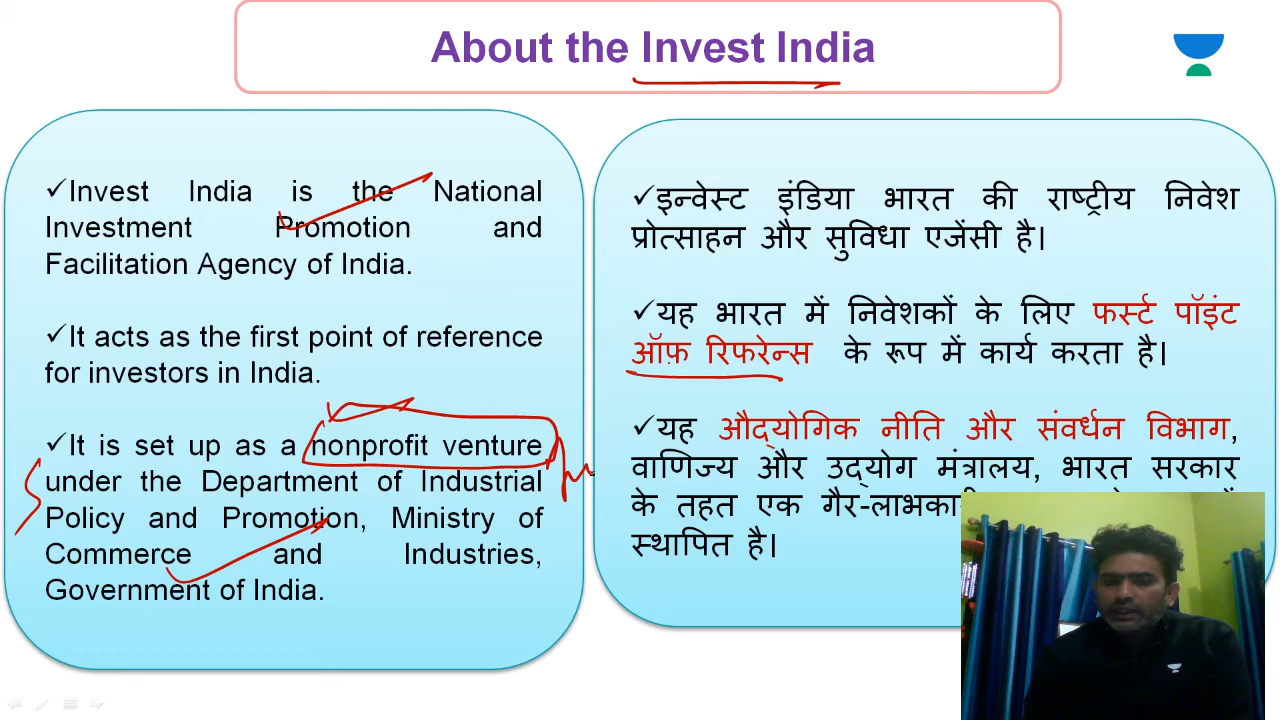 About the Invest India
✓Invest India is the National
Investment Promotion and
Facilitation Agency of India.
✓It acts as the first point of reference
for investors in India.
✓ It is set up as a nonprofit venture
under the Department of Industrial
Policy and Promotion, Ministry of
Commerce and Industries,
Government of India.
✓इन्वेस्ट इंडिया भारत की राष्ट्रीय निवेश
प्रोत्साहन और सुविधा एजेंसी है।
✓यह भारत में निवेशकों के लिए फर्स्ट पॉइंट
ऑफ़ रिफरेन्स के रूप में कार्य करता है।
✓यह औद्योगिक नीति और संवर्धन विभाग,
वाणिज्य और उद्योग मंत्रालय, भारत सरकार
के तहत एक गैर-लाभकारी
स्थापित है।